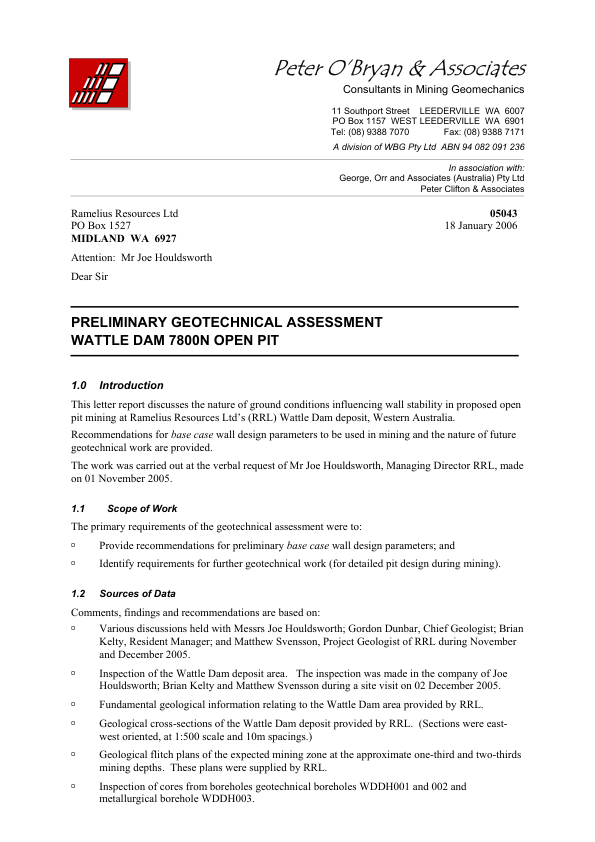 Peter O'Bryan & Associates
Consultants in Mining Geomechanics
11 Southport Street LEEDERVILLE WA 6007
PO Box 1157 WEST LEEDERVILLE WA 6901
Tel: (08) 9388 7070 Fax: (08) 9388 7171
A division of WBG Pty Ltd ABN 94 082 091 236
In association with:
George, Orr and Associates (Australia) Pty Ltd
Peter Clifton & Associates
Ramelius Resources Ltd 05043
PO Box 1527 18 January 2006
MIDLAND WA 6927
Attention: Mr Joe Houldsworth
Dear Sir
PRELIMINARY GEOTECHNICAL ASSESSMENT
WATTLE DAM 7800N OPEN PIT
1.0 Introduction
This letter report discusses the nature of ground conditions influencing wall stability in proposed open
pit mining at Ramelius Resources Ltd's (RRL) Wattle Dam deposit, Western Australia.
Recommendations for base case wall design parameters to be used in mining and the nature of future
geotechnical work are provided.
The work was carried out at the verbal request of Mr Joe Houldsworth, Managing Director RRL, made
on 01 November 2005.
1.1 Scope of Work
The primary requirements of the geotechnical assessment were to:
▫ Provide recommendations for preliminary base case wall design parameters; and
▫ Identify requirements for further geotechnical work (for detailed pit design during mining).
1.2 Sources of Data
Comments, findings and recommendations are based on:
▫ Various discussions held with Messrs Joe Houldsworth; Gordon Dunbar, Chief Geologist; Brian
Kelty, Resident Manager; and Matthew Svensson, Project Geologist of RRL during November
and December 2005.
▫ Inspection of the Wattle Dam deposit area. The inspection was made in the company of Joe
Houldsworth; Brian Kelty and Matthew Svensson during a site visit on 02 December 2005.
▫ Fundamental geological information relating to the Wattle Dam area provided by RRL.
▫ Geological cross-sections of the Wattle Dam deposit provided by RRL. (Sections were east-
west oriented, at 1:500 scale and 10m spacings.)
▫ Geological flitch plans of the expected mining zone at the approximate one-third and two-thirds
mining depths. These plans were supplied by RRL.
▫ Inspection of cores from boreholes geotechnical boreholes WDDH001 and 002 and
metallurgical borehole WDDH003.